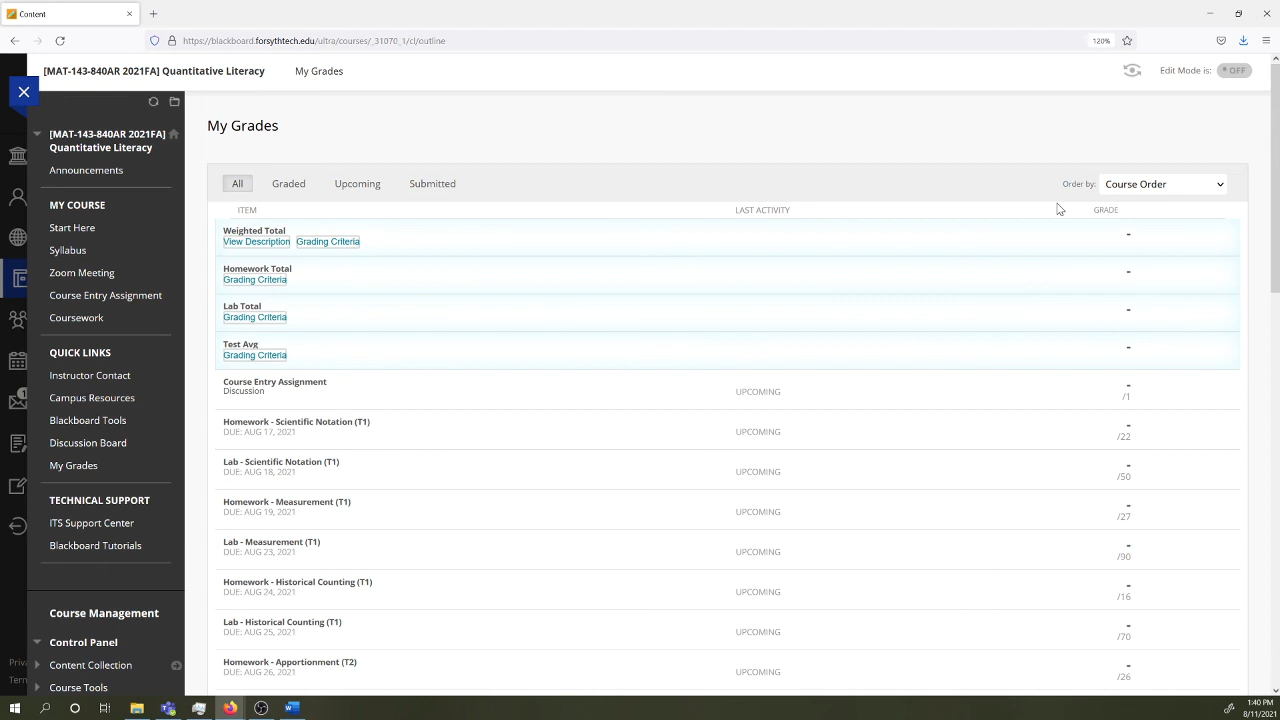 Content
https://blackboard.forsythtech.edu/ultra/courses/_31070_1/cl/outline
120%
[MAT-143-840AR 2021FA] Quantitative Literacy
My Grades
Edit Mode is:
OFF
[MAT-143-840AR 2021FA]
Quantitative Literacy
Announcements
MY COURSE
Start Here
Syllabus
Zoom Meeting
Course Entry Assignment
Coursework
QUICK LINKS
Instructor Contact
Campus Resources
Blackboard Tools
Discussion Board
My Grades
TECHNICAL SUPPORT
ITS Support Center
Blackboard Tutorials
Course Management
Control Panel
Content Collection
Course Tools
Priva
Term
1
My Grades
All Graded Upcoming Submitted
Order by: Course Order
ITEM LAST ACTIVITY GRADE
Weighted Total -
View Description Grading Criteria
Homework Total -
Grading Criteria
Lab Total -
Grading Criteria
Test Avg -
Grading Criteria
Course Entry Assignment -
Discussion UPCOMING /1
Homework - Scientific Notation (T1) -
DUE: AUG 17, 2021 UPCOMING /22
Lab - Scientific Notation (T1) -
DUE: AUG 18, 2021 UPCOMING /50
Homework - Measurement (T1) -
DUE: AUG 19, 2021 UPCOMING /27
Lab - Measurement (T1) -
DUE: AUG 23, 2021 UPCOMING /90
Homework - Historical Counting (T1) -
DUE: AUG 24, 2021 UPCOMING /16
Lab - Historical Counting (T1) -
DUE: AUG 25, 2021 UPCOMING /70
Homework - Apportionment (T2) -
DUE: AUG 26, 2021 UPCOMING /26
1:40 PM
8/11/2021